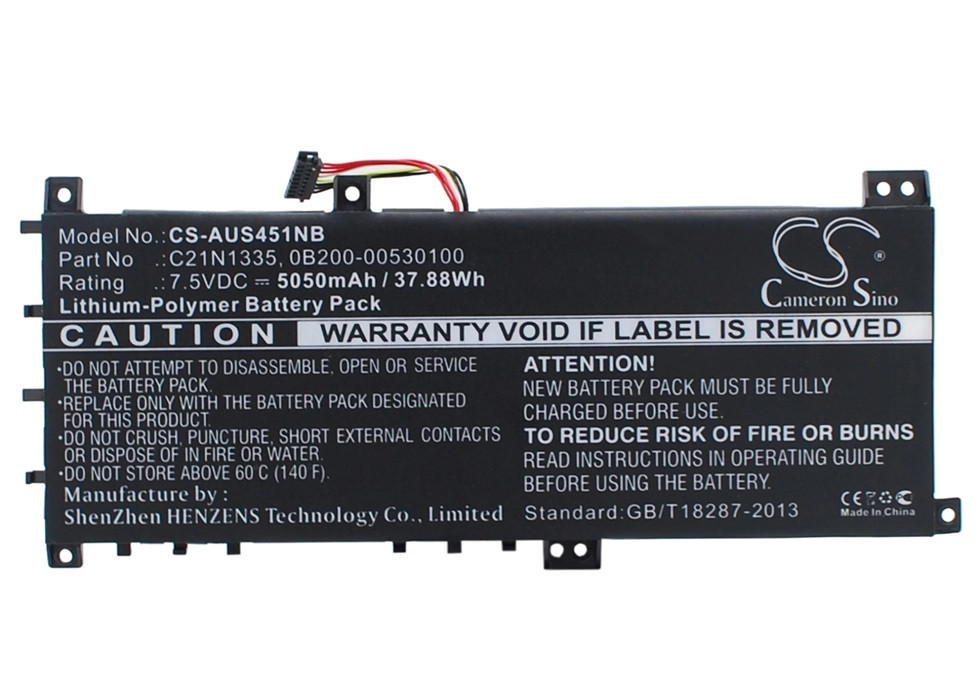 Model No.:CS-AUS451NB
Part No .:C21N1335, 0B200-00530100
Rating .:7.5VDC ⎓ 5050mAh / 37.88Wh
Lithium-Polymer Battery Pack
Cameron Sino ®
CAUTION WARRANTY VOID IF LABEL IS REMOVED
·DO NOT ATTEMPT TO DISASSEMBLE, OPEN OR SERVICE
THE BATTERY PACK.
·REPLACE ONLY WITH THE BATTERY PACK DESIGNATED
FOR THIS PRODUCT.
·DO NOT CRUSH, PUNCTURE, SHORT EXTERNAL CONTACTS
OR DISPOSE OF IN FIRE OR WATER.
·DO NOT STORE ABOVE 60 C (140 F).
Manufacture by :
ShenZhen HENZENS Technology Co., Limited
ATTENTION!
NEW BATTERY PACK MUST BE FULLY
CHARGED BEFORE USE.
TO REDUCE RISK OF FIRE OR BURNS
READ INSTRUCTIONS IN OPERATING GUIDE
BEFORE USING THE BATTERY.
Standard:GB/T18287-2013
CE FC
Made In China